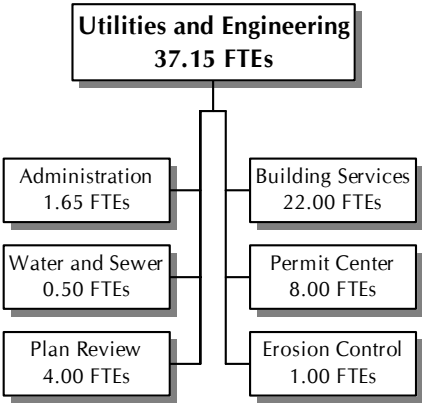 Utilities and Engineering
37.15 FTEs
Administration
1.65 FTEs
Building Services
22.00 FTEs
Water and Sewer
0.50 FTEs
Permit Center
8.00 FTEs
Plan Review
4.00 FTEs
Erosion Control
1.00 FTEs